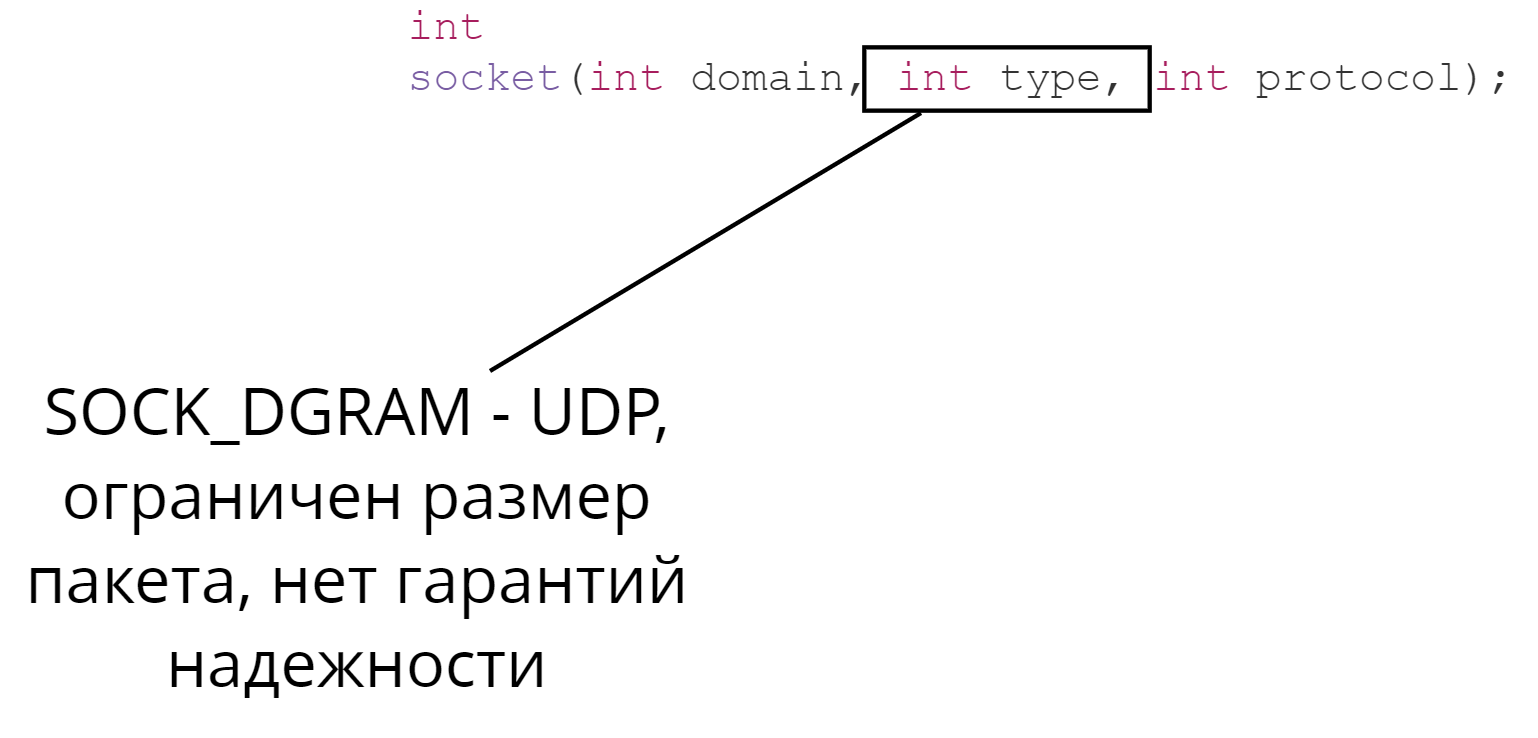 int
socket(int domain, int type, int protocol);
SOCK_DGRAM - UDP,
ограничен размер
пакета, нет гарантий
надежности